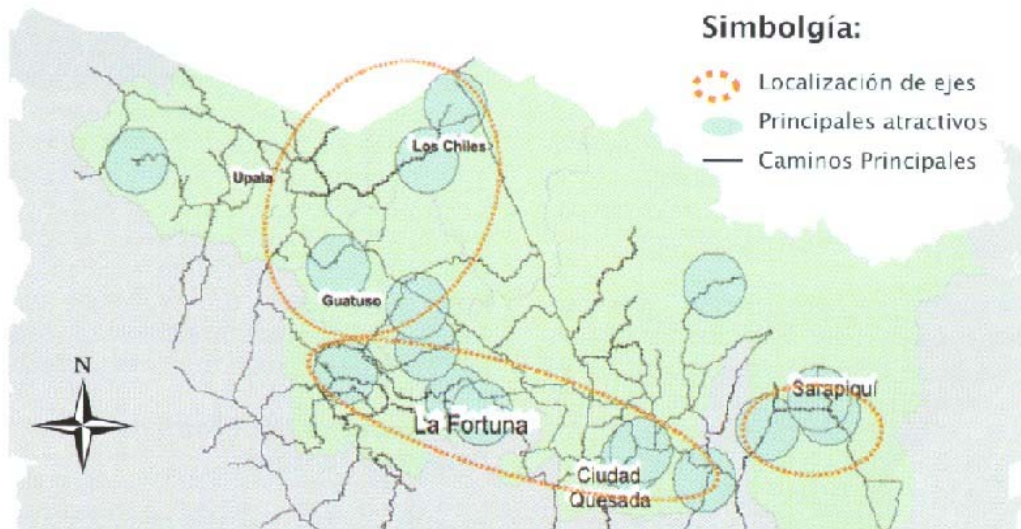 Simbolgía:
Localización de ejes
Principales atractivos
Caminos Principales
Los Chiles
Upala
Guatuso
N
Sarapiquí
La Fortuna
Ciudad
Quesada